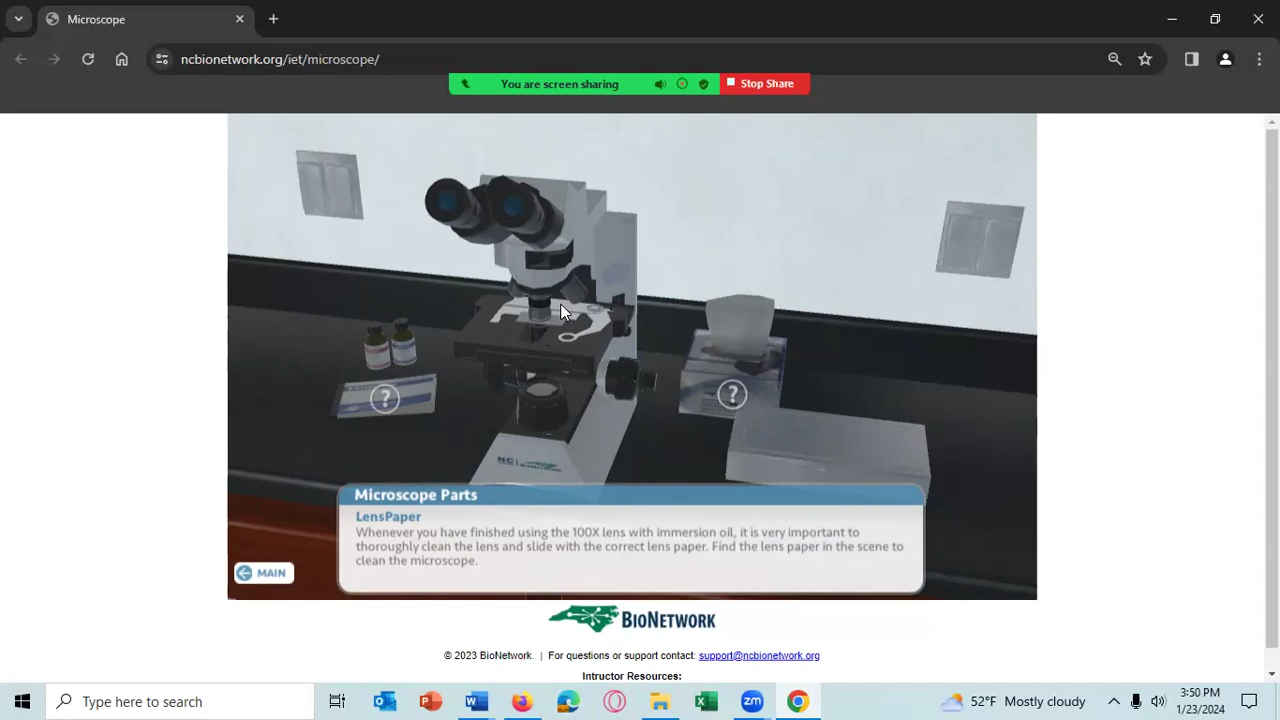 Microscope
ncbionetwork.org/iet/microscope/
You are screen sharing
Stop Share
?
?
NC
Microscope Parts
LensPaper
Whenever you have finished using the 100X lens with immersion oil, it is very important to
thoroughly clean the lens and slide with the correct lens paper. Find the lens paper in the scene to
clean the microscope.
MAIN
BIONETWORK
© 2023 BioNetwork. | For questions or support contact: support@ncbionetwork.org
Intructor Resources:
Type here to search
52°F Mostly cloudy
3:50 PM
1/23/2024